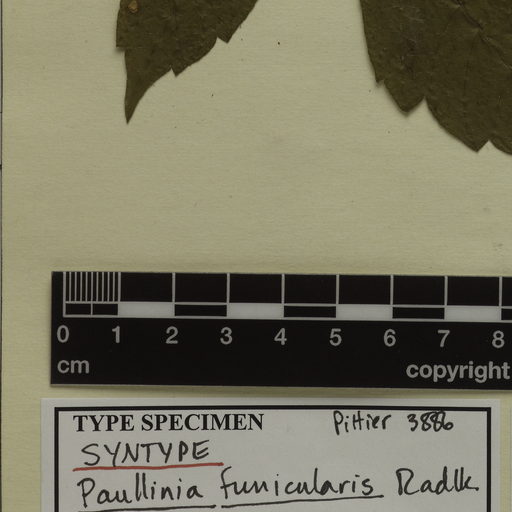 0 1 2 3 4 5 6 7 8
cm
copyright
TYPE SPECIMEN Pittier 3886
SYNTYPE
Paullinia funicularis Radlk